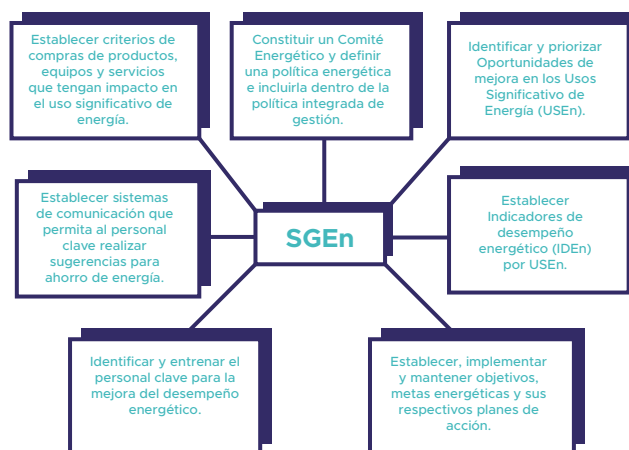 Establecer criterios de
compras de productos,
equipos y servicios
que tengan impacto en
el uso significativo de
energía.
Constituir un Comité
Energético y definir
una política energética
e incluirla dentro de la
política integrada de
gestión.
Identificar y priorizar
Oportunidades de
mejora en los Usos
Significativo de
Energía (USEn).
Establecer sistemas
de comunicación que
permita al personal
clave realizar
sugerencias para
ahorro de energía.
SGEn
Establecer
Indicadores de
desempeño
energético (IDEn)
por USEn.
Identificar y entrenar el
personal clave para la
mejora del desempeño
energético.
Establecer, implementar
y mantener objetivos,
metas energéticas y sus
respectivos planes de
acción.